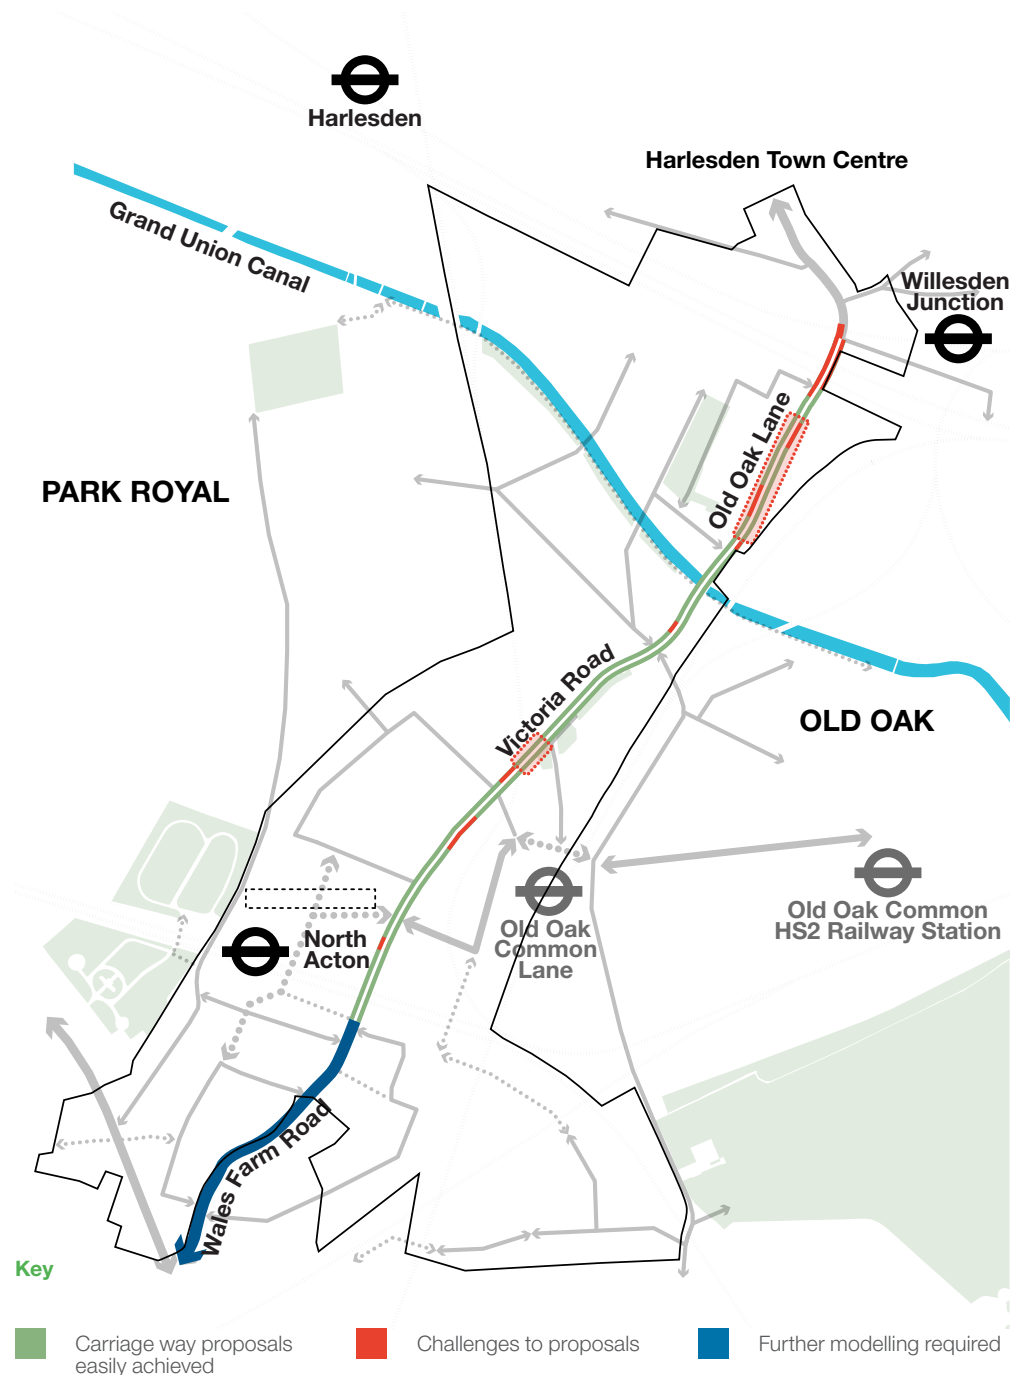 Harlesden
Harlesden Town Centre
Grand Union Canal
Willesden
Junction
Old Oak Lane
PARK ROYAL
Victoria Road
OLD OAK
Old Oak Common
HS2 Railway Station
Old Oak
Common
Lane
North
Acton
Wales Farm Road
Key
Carriage way proposals
easily achieved
Challenges to proposals
Further modelling required